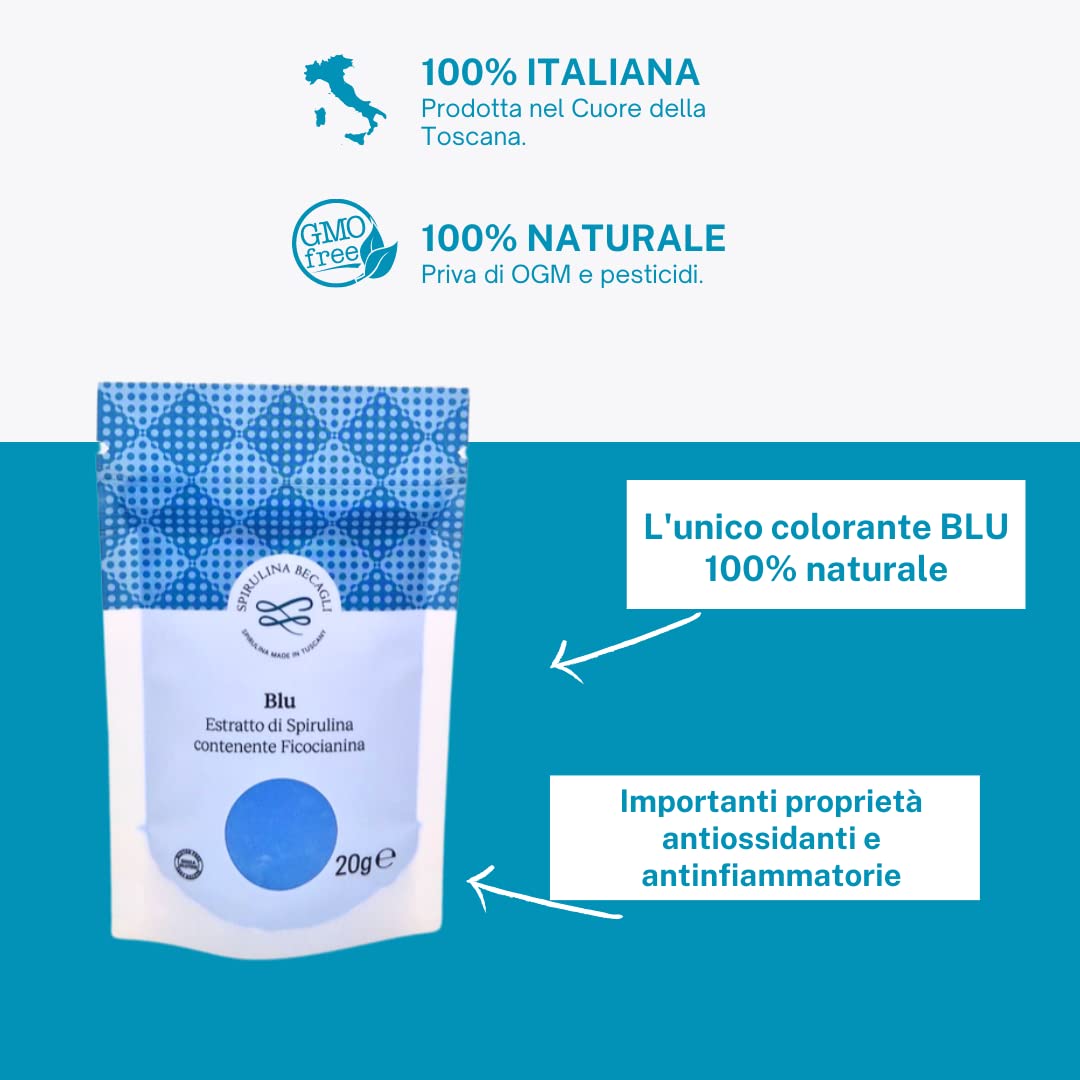 100% ITALIANA
Prodotta nel Cuore della
Toscana.
GMO
free
100% NATURALE
Priva di OGM e pesticidi.
L'unico colorante BLU
100% naturale
SPIRULINA BECAGLI
SPIRULINA MADE IN TUSCANY
Blu
Estratto di Spirulina
contenente Ficocianina
Importanti proprietà
antiossidanti e
antinfiammatorie
20g℮